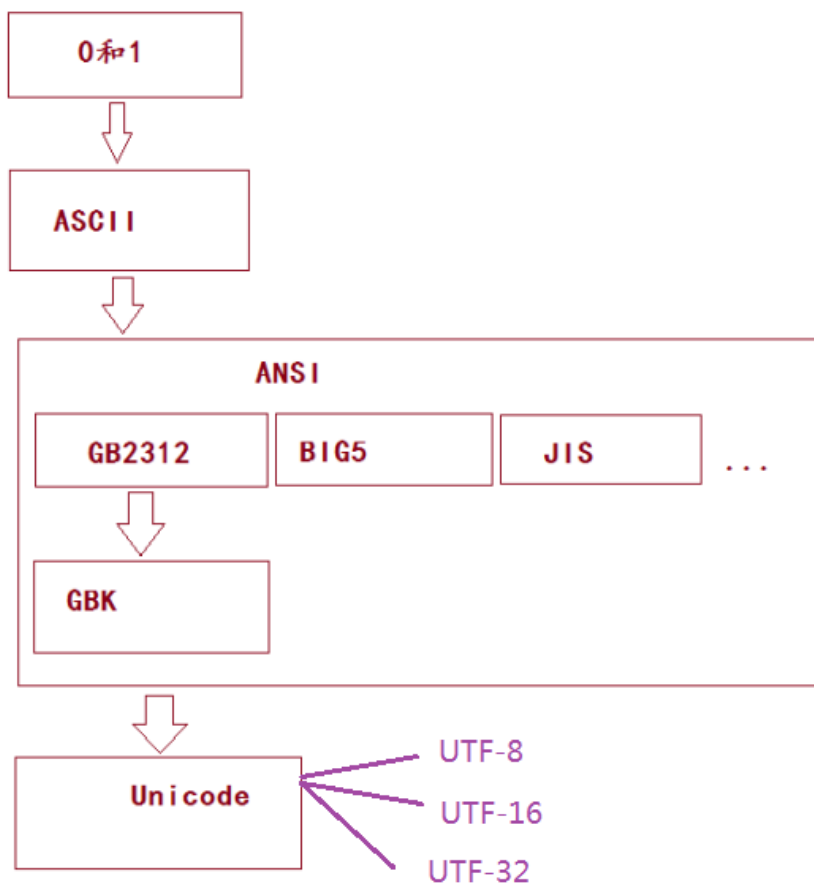 0和1
ASCII
ANSI
GB2312
BIG5
JIS
...
GBK
Unicode
UTF-8
UTF-16
UTF-32